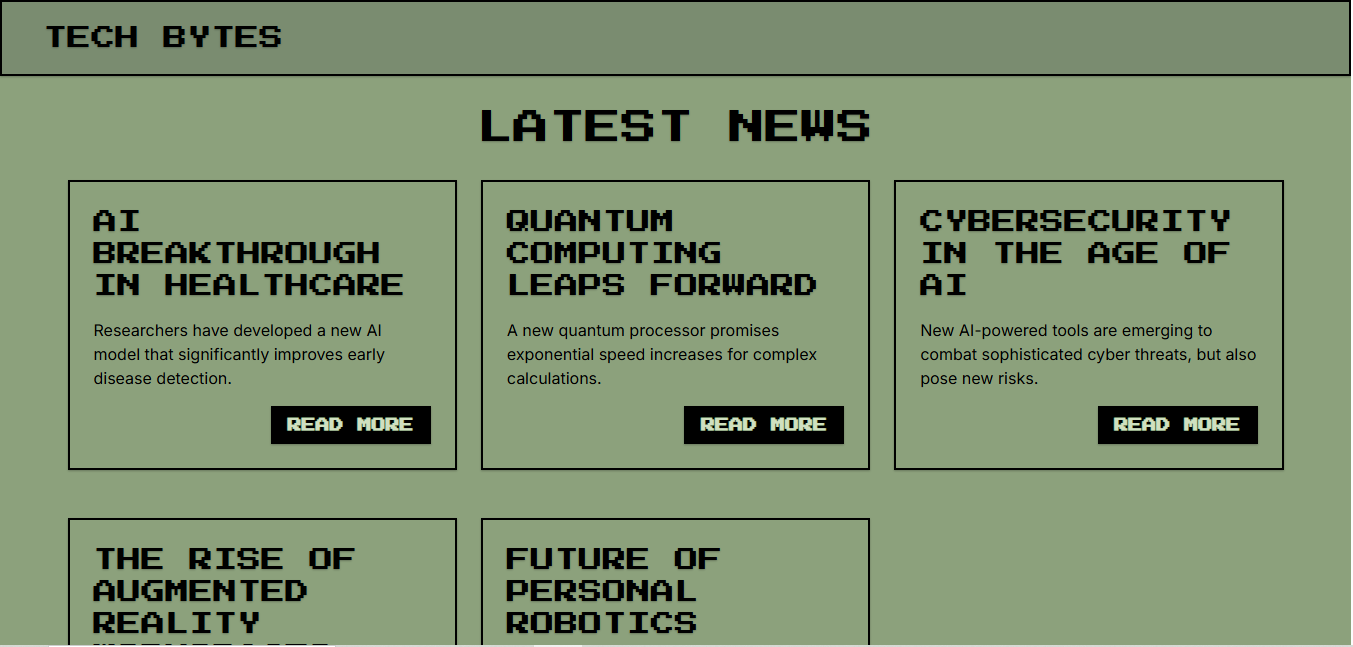 TECH BYTES
LATEST NEWS
AI
BREAKTHROUGH
IN HEALTHCARE
Researchers have developed a new AI
model that significantly improves early
disease detection.
READ MORE
QUANTUM
COMPUTING
LEAPS FORWARD
A new quantum processor promises
exponential speed increases for complex
calculations.
READ MORE
CYBERSECURITY
IN THE AGE OF
AI
New AI-powered tools are emerging to
combat sophisticated cyber threats, but also
pose new risks.
READ MORE
THE RISE OF
AUGMENTED
REALITY
FUTURE OF
PERSONAL
ROBOTICS